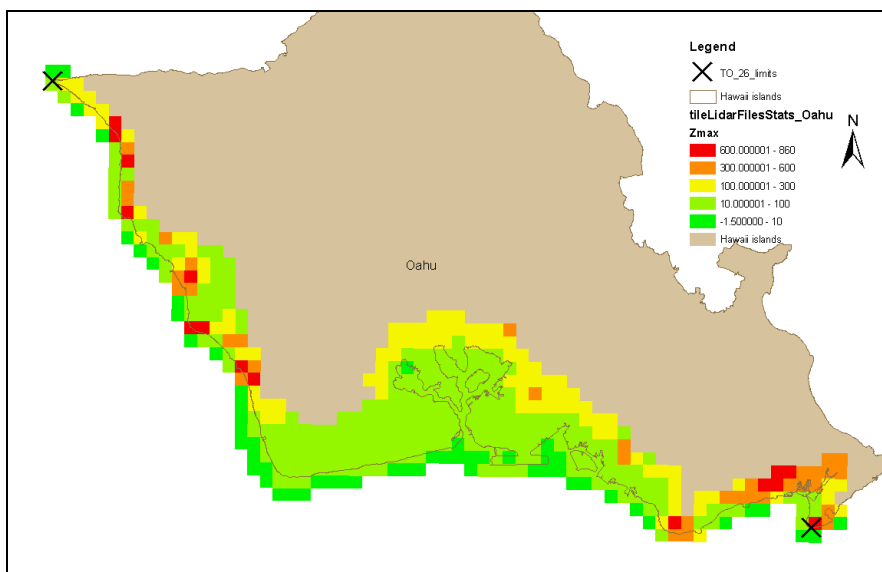 Legend
TO_26_limits
Hawaii islands
tileLidarFilesStats_Oahu
Zmax
600.000001 - 860
300.000001 - 600
100.000001 - 300
10.000001 - 100
-1.500000 - 10
Hawaii islands
N
Oahu